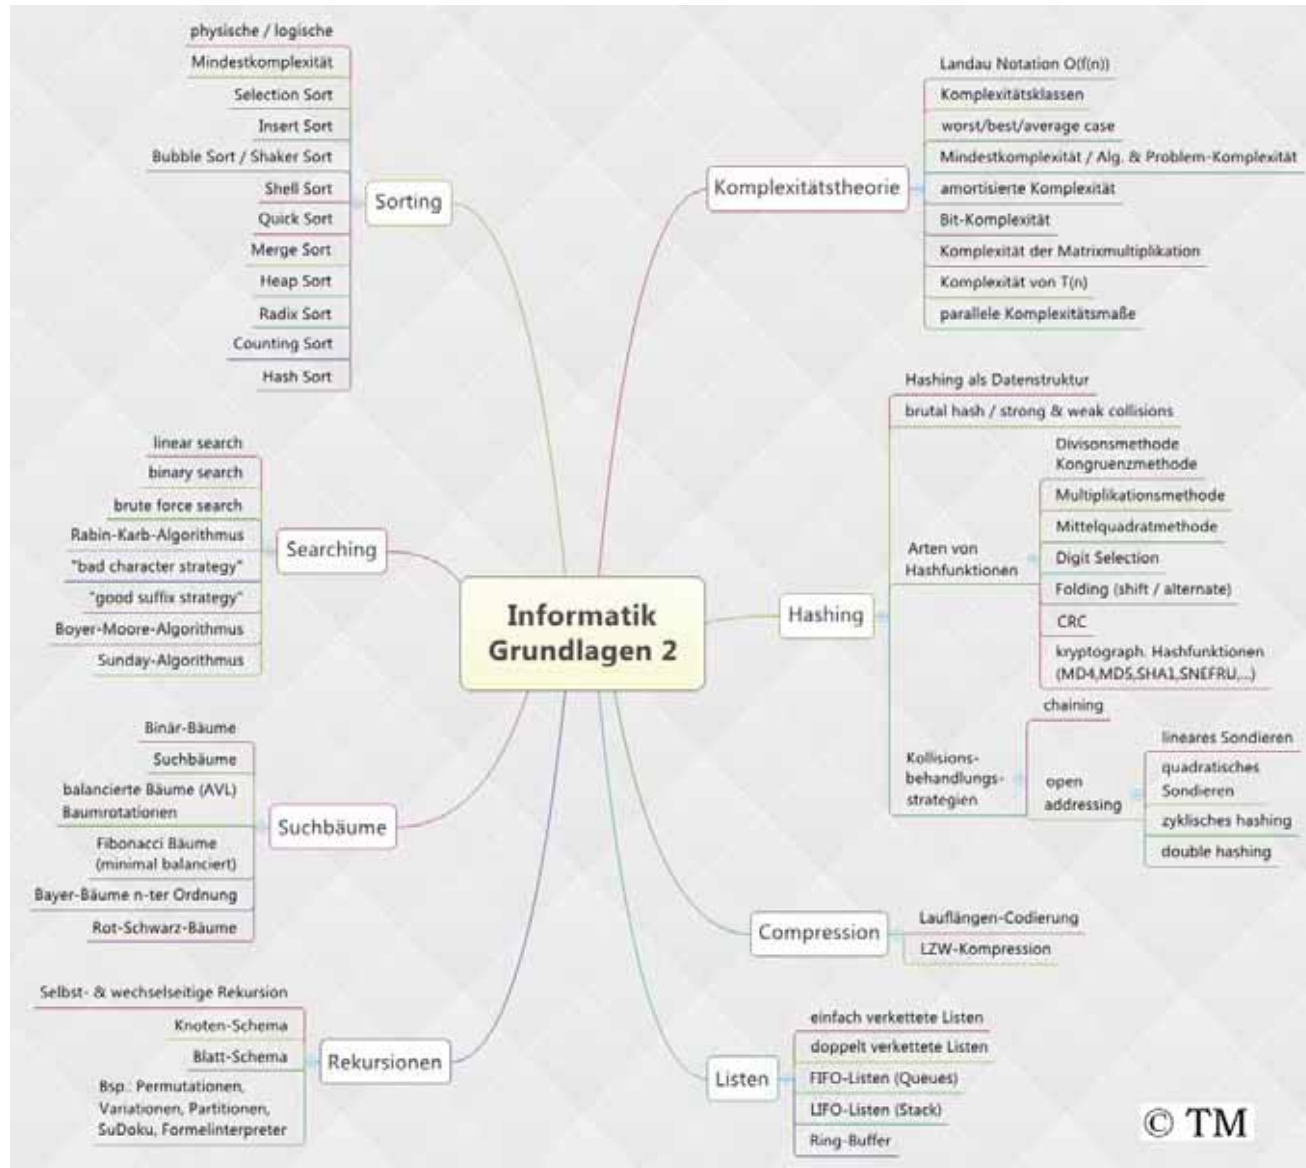 Informatik
Grundlagen 2
Sorting
physische / logische
Mindestkomplexität
Selection Sort
Insert Sort
Bubble Sort / Shaker Sort
Shell Sort
Quick Sort
Merge Sort
Heap Sort
Radix Sort
Counting Sort
Hash Sort
Searching
linear search
binary search
brute force search
Rabin-Karb-Algorithmus
"bad character strategy"
"good suffix strategy"
Boyer-Moore-Algorithmus
Sunday-Algorithmus
Suchbäume
Binär-Bäume
Suchbäume
balancierte Bäume (AVL)
Baumrotationen
Fibonacci Bäume
(minimal balanciert)
Bayer-Bäume n-ter Ordnung
Rot-Schwarz-Bäume
Rekursionen
Selbst- & wechselseitige Rekursion
Knoten-Schema
Blatt-Schema
Bsp.: Permutationen,
Variationen, Partitionen,
SuDoku, Formelinterpreter
Komplexitätstheorie
Landau Notation O(f(n))
Komplexitätsklassen
worst/best/average case
Mindestkomplexität / Alg. & Problem-Komplexität
amortisierte Komplexität
Bit-Komplexität
Komplexität der Matrixmultiplikation
Komplexität von T(n)
parallele Komplexitätsmaße
Hashing
Hashing als Datenstruktur
brutal hash / strong & weak collisions
Arten von
Hashfunktionen
Divisonsmethode
Kongruenzmethode
Multiplikationsmethode
Mittelquadratmethode
Digit Selection
Folding (shift / alternate)
CRC
kryptograph. Hashfunktionen
(MD4,MD5,SHA1,SNEFRU,...)
Kollisions-
behandlungs-
strategien
chaining
open
addressing
lineares Sondieren
quadratisches
Sondieren
zyklisches hashing
double hashing
Compression
Lauflängen-Codierung
LZW-Kompression
Listen
einfach verkettete Listen
doppelt verkettete Listen
FIFO-Listen (Queues)
LIFO-Listen (Stack)
Ring-Buffer
© TM